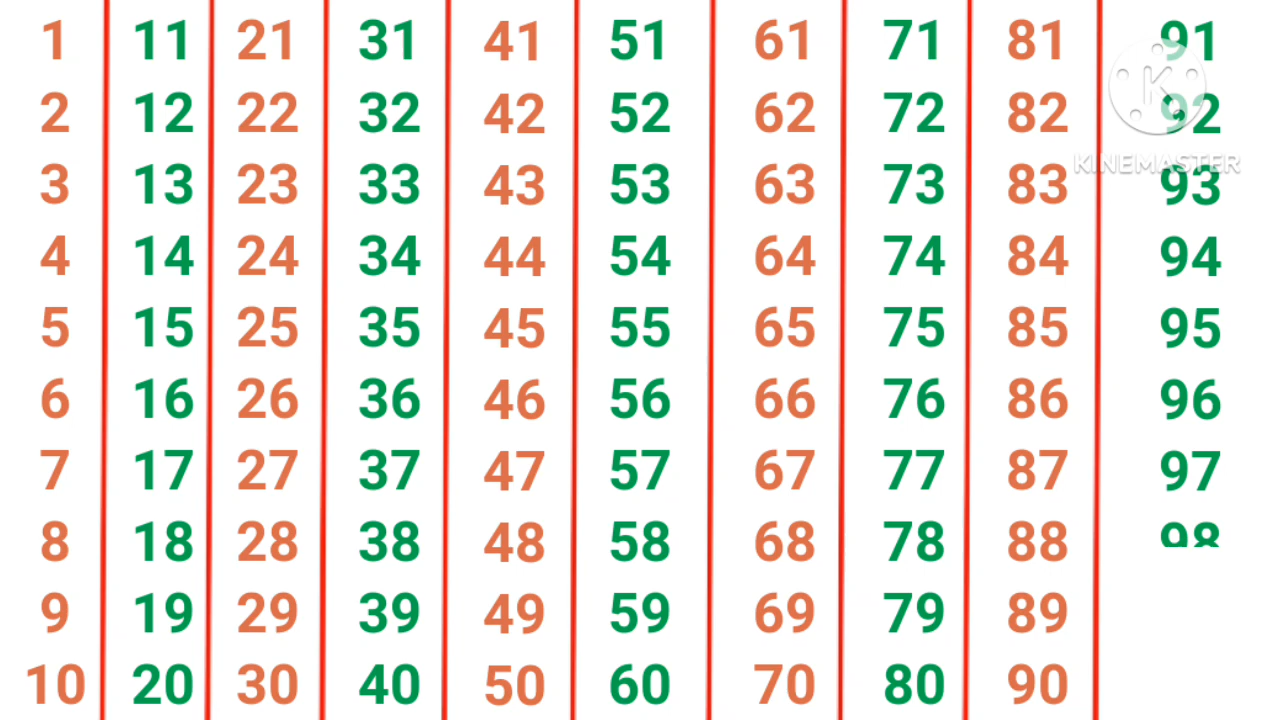 1 11 21 31 41 51 61 71 81 91
2 12 22 32 42 52 62 72 82 92
3 13 23 33 43 53 63 73 83 93
4 14 24 34 44 54 64 74 84 94
5 15 25 35 45 55 65 75 85 95
6 16 26 36 46 56 66 76 86 96
7 17 27 37 47 57 67 77 87 97
8 18 28 38 48 58 68 78 88 98
9 19 29 39 49 59 69 79 89
10 20 30 40 50 60 70 80 90
K
KINEMASTER